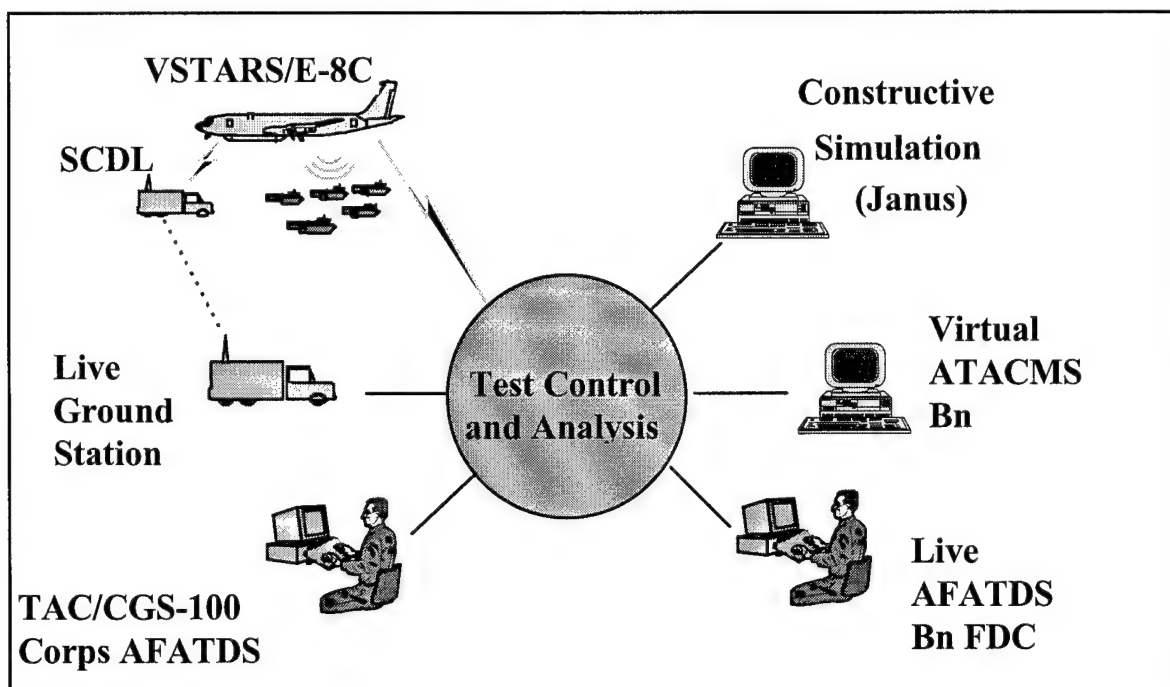 VSTARS/E-8C
SCDL
Constructive
Simulation
(Janus)
Live
Ground
Station
Test Control
and Analysis
Virtual
ATACMS
Bn
TAC/CGS-100
Corps AFATDS
Live
AFATDS
Bn FDC